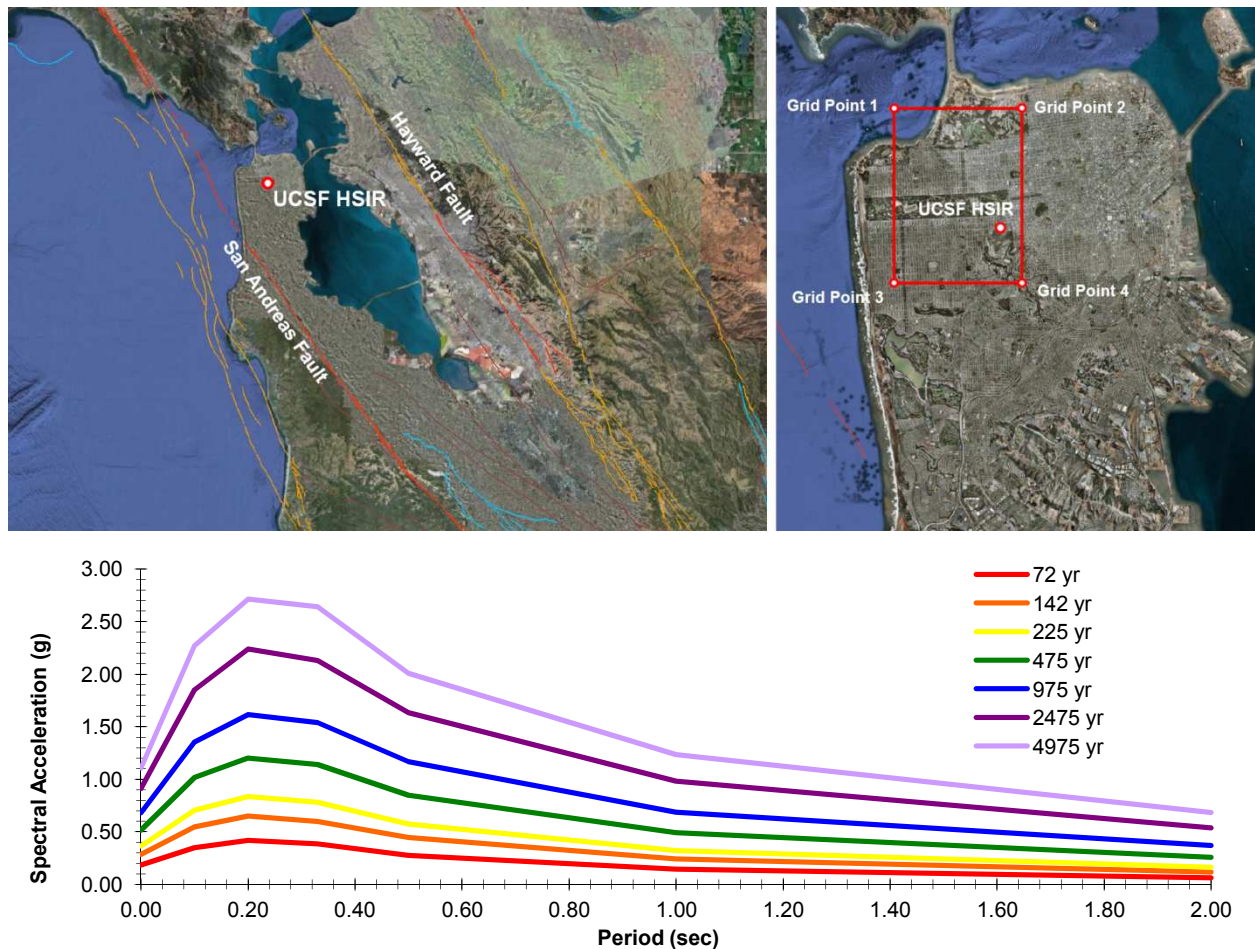 Hayward Fault
UCSF HSIR
San Andreas Fault
Grid Point 1
Grid Point 2
UCSF HSIR
Grid Point 3
Grid Point 4
3.00
2.50
2.00
1.50
1.00
0.50
0.00
Spectral Acceleration (g)
72 yr
142 yr
225 yr
475 yr
975 yr
2475 yr
4975 yr
0.00 0.20 0.40 0.60 0.80 1.00 1.20 1.40 1.60 1.80 2.00
Period (sec)